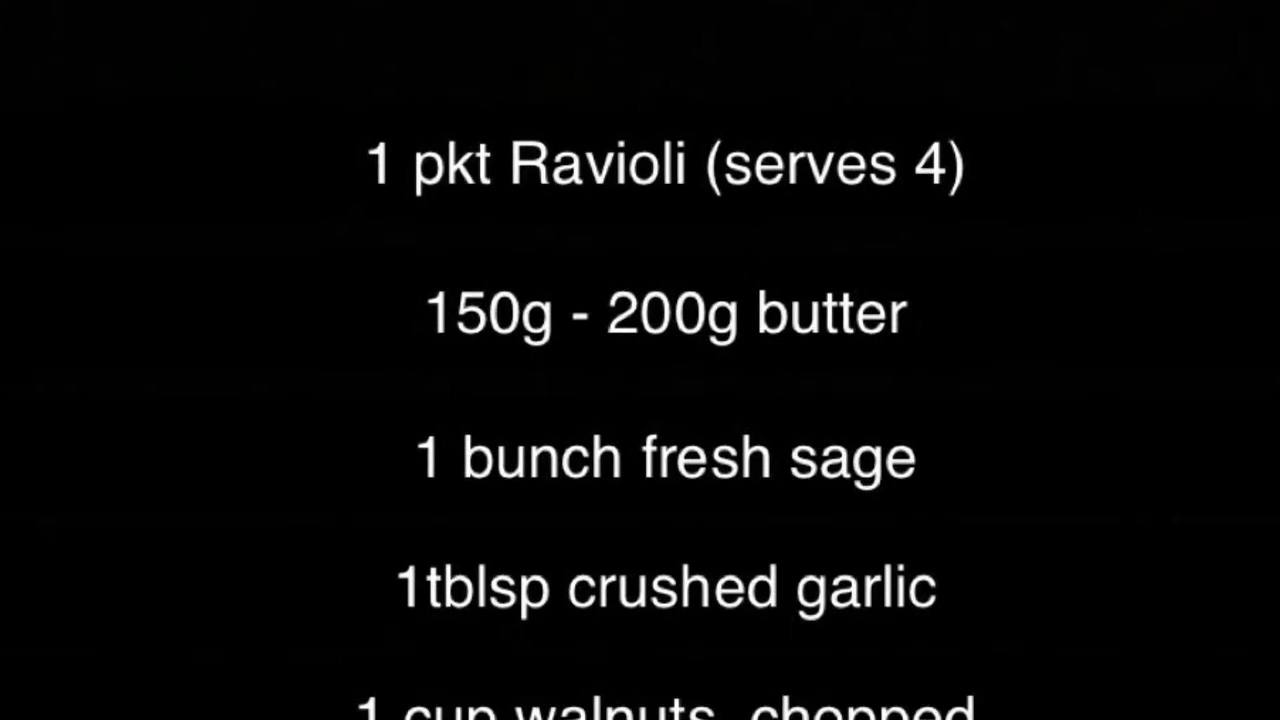 1 pkt Ravioli (serves 4)
150g - 200g butter
1 bunch fresh sage
1tblsp crushed garlic
1 cup walnuts, chopped